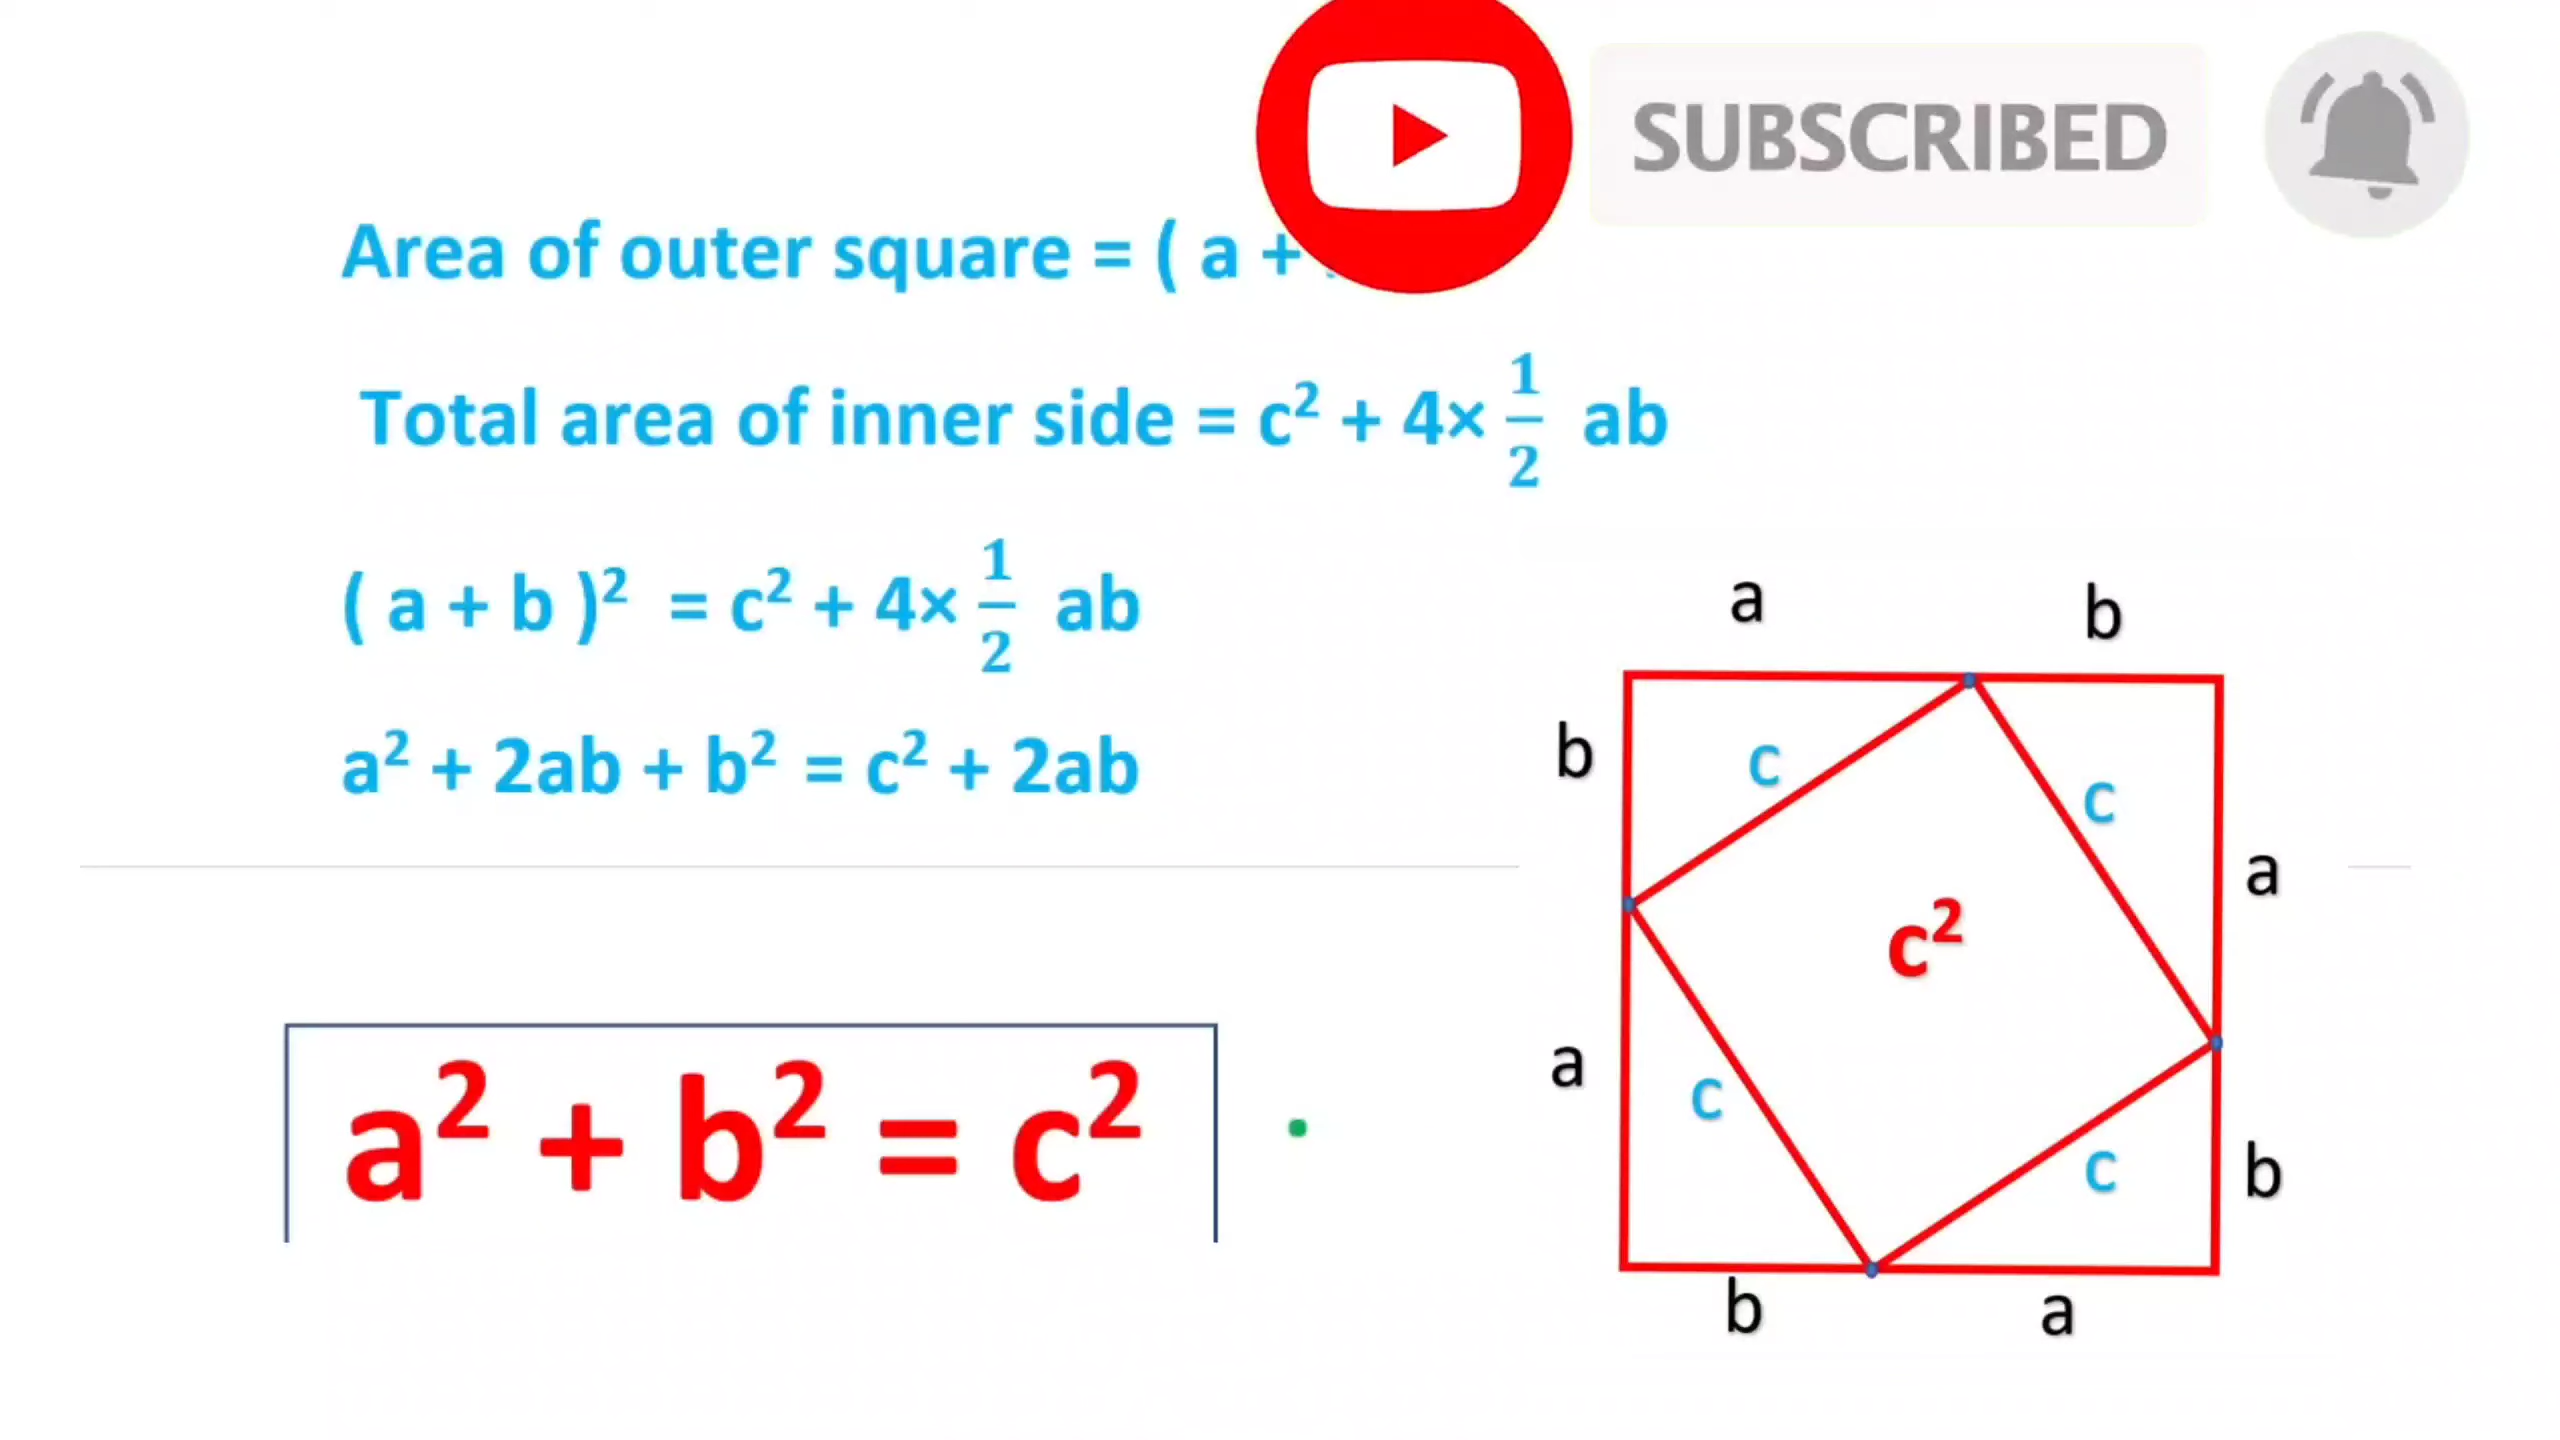 SUBSCRIBED
Area of outer square = ( a +
Total area of inner side = c² + 4× 1/2 ab
( a + b )² = c² + 4× 1/2 ab
a² + 2ab + b² = c² + 2ab
a² + b² = c²
a b
b c c
a
c²
a c
c b
b a